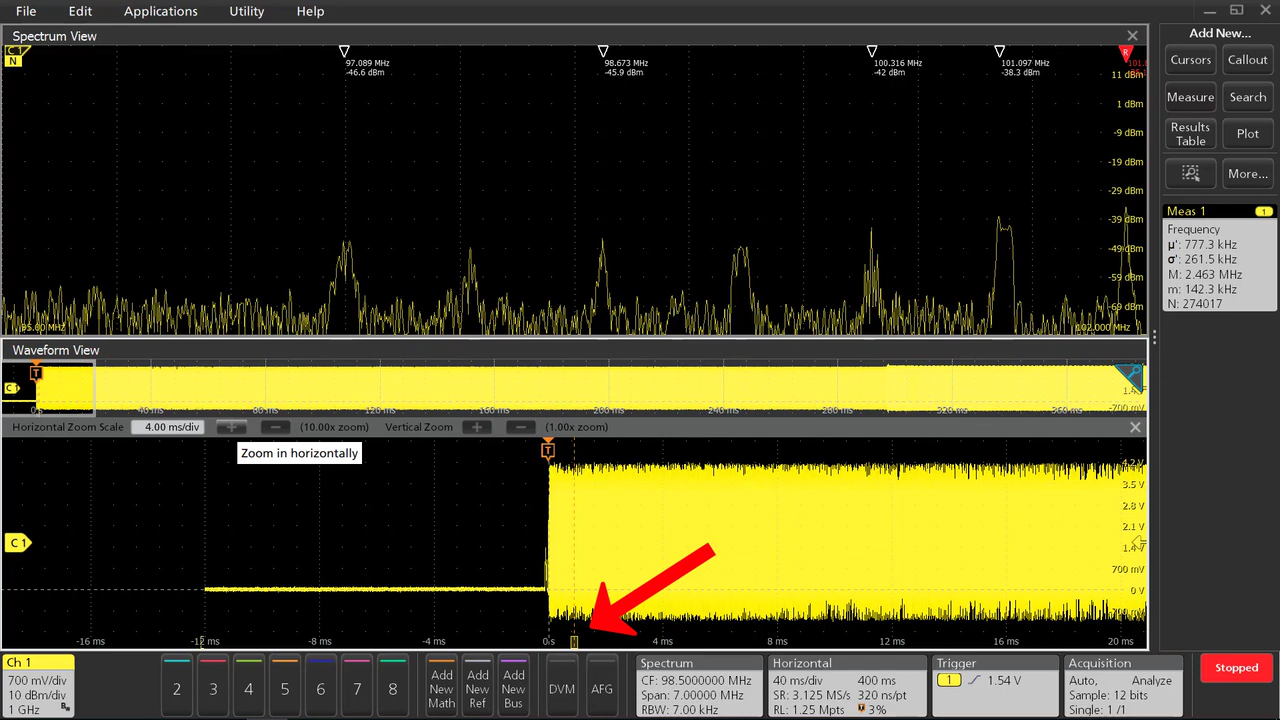 File Edit Applications Utility Help
Spectrum View
Add New...
C 1
N
97.089 MHz
-46.6 dBm
98.673 MHz
-45.9 dBm
100.316 MHz
-42 dBm
101.097 MHz
-38.3 dBm
R
11 dBm
1 dBm
-9 dBm
-19 dBm
-29 dBm
-39 dBm
-49 dBm
-59 dBm
-69 dBm
95.00 MHz
102.000 MHz
Cursors Callout
Measure Search
Results Table Plot
More...
Meas 1 1
Frequency
µ': 777.3 kHz
σ': 261.5 kHz
M: 2.463 MHz
m: 142.3 kHz
N: 274017
Waveform View
T
C 1
40 ms 80 ms 120 ms 160 ms 200 ms 240 ms 280 ms 320 ms 360 ms
-700 mV
Horizontal Zoom Scale 4.00 ms/div + − (10.00x zoom) Vertical Zoom + − (1.00x zoom)
Zoom in horizontally
T
4.2 V
3.5 V
2.8 V
2.1 V
1.4 V
700 mV
0 V
C 1
-16 ms -12 ms -8 ms -4 ms 0 s 4 ms 8 ms 12 ms 16 ms 20 ms
Ch 1
700 mV/div
10 dBm/div
1 GHz
2 3 4 5 6 7 8
Add New Math
Add New Ref
Add New Bus
DVM
AFG
Spectrum
CF: 98.5000000 MHz
Span: 7.00000 MHz
RBW: 7.00 kHz
Horizontal
40 ms/div 400 ms
SR: 3.125 MS/s 320 ns/pt
RL: 1.25 Mpts T 3%
Trigger
1 1.54 V
Acquisition
Auto, Analyze
Sample: 12 bits
Single: 1 /1
Stopped